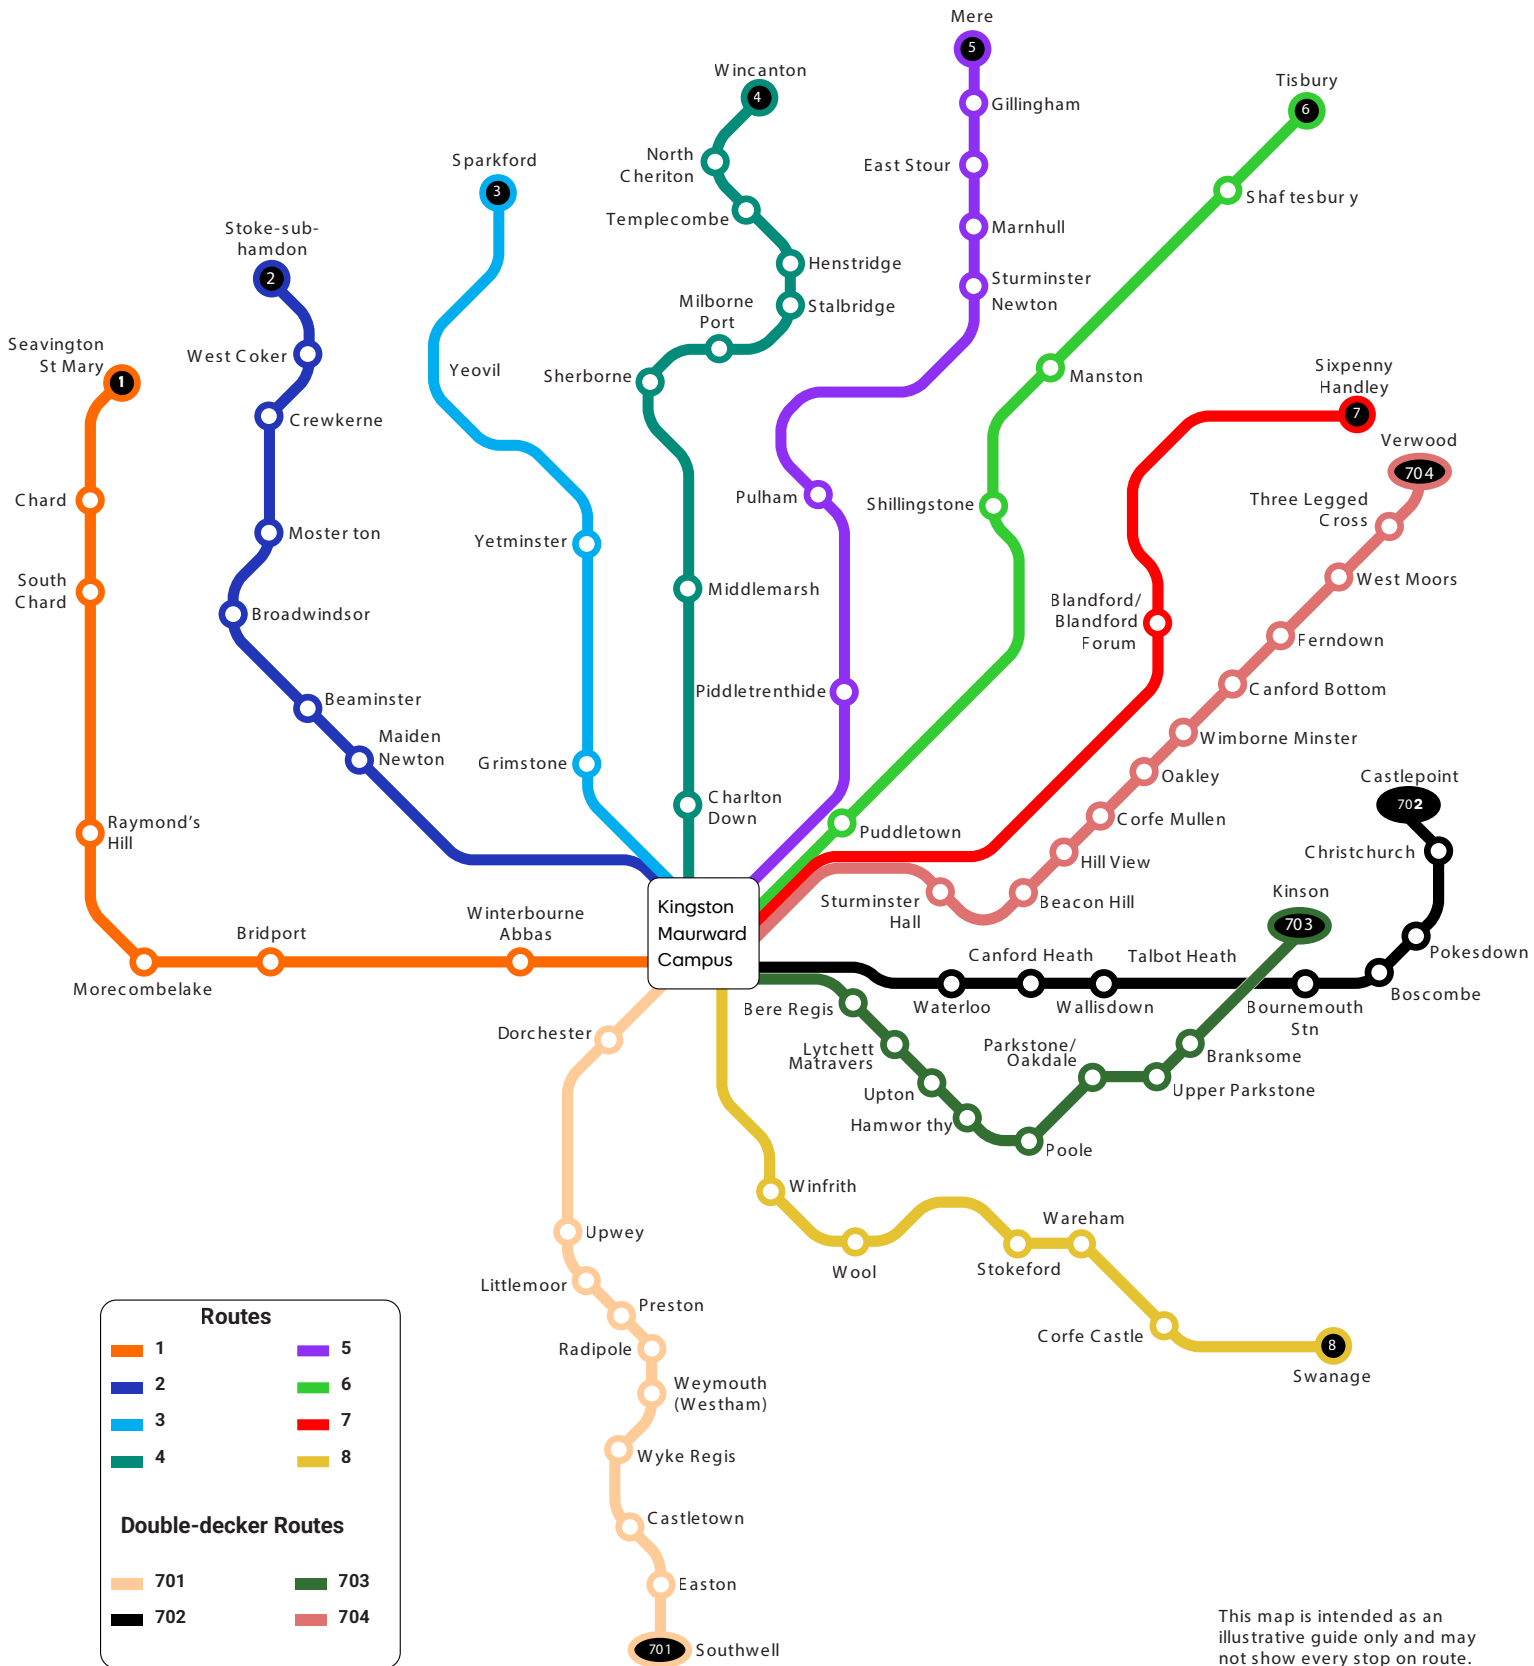 Mere
5
Wincanton
4
Gillingham
Tisbury
6
North
Cheriton
East Stour
Sparkford
3
Shaftesbury
Templecombe
Marnhull
Stoke-sub-
hamdon
2
Henstridge
Sturminster
Newton
Milborne
Port
Stalbridge
Seavington
St Mary
1
West Coker
Yeovil
Sherborne
Manston
Sixpenny
Handley
7
Crewkerne
Verwood
704
Chard
Pulham
Shillingstone
Three Legged
Cross
Mosterton
Yetminster
South
Chard
Middlemarsh
West Moors
Broadwindsor
Blandford/
Blandford
Forum
Ferndown
Beaminster
Piddletrenthide
Canford Bottom
Maiden
Newton
Wimborne Minster
Grimstone
Oakley
Castlepoint
702
Charlton
Down
Raymond's
Hill
Puddletown
Corfe Mullen
Christchurch
Hill View
Kingston
Maurward
Campus
Sturminster
Hall
Beacon Hill
Kinson
703
Winterbourne
Abbas
Bridport
Morecombelake
Canford Heath
Talbot Heath
Pokesdown
Boscombe
Bere Regis
Waterloo
Wallisdown
Bournemouth
Stn
Dorchester
Lytchett
Matravers
Parkstone/
Oakdale
Branksome
Upton
Upper Parkstone
Hamworthy
Poole
Winfrith
Upwey
Wareham
Wool
Stokeford
Littlemoor
Preston
Corfe Castle
8
Swanage
Radipole
Weymouth
(Westham)
Wyke Regis
Castletown
Easton
701
Southwell
Routes
1
5
2
6
3
7
4
8
Double-decker Routes
701
703
702
704
This map is intended as an
illustrative guide only and may
not show every stop on route.